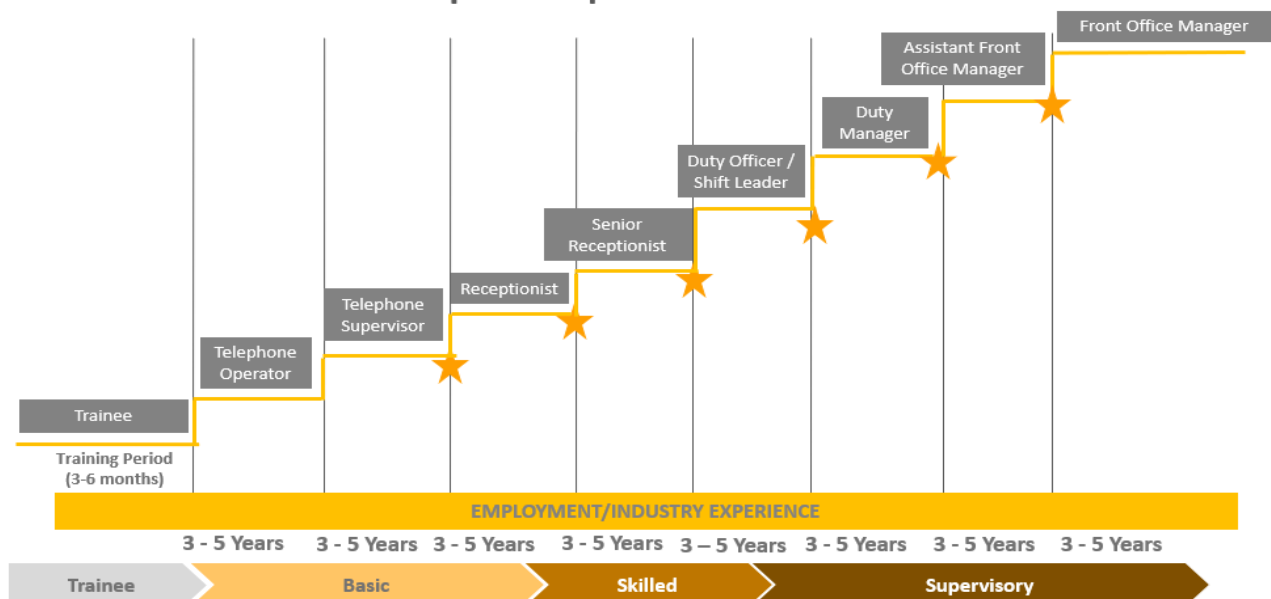 Front Office Manager
Assistant Front
Office Manager
Duty
Manager
Duty Officer /
Shift Leader
Senior
Receptionist
Receptionist
Telephone
Supervisor
Telephone
Operator
Trainee
Training Period
(3-6 months)
EMPLOYMENT/INDUSTRY EXPERIENCE
3 - 5 Years 3 - 5 Years 3 - 5 Years 3 - 5 Years 3 – 5 Years 3 - 5 Years 3 - 5 Years 3 - 5 Years
Trainee Basic Skilled Supervisory